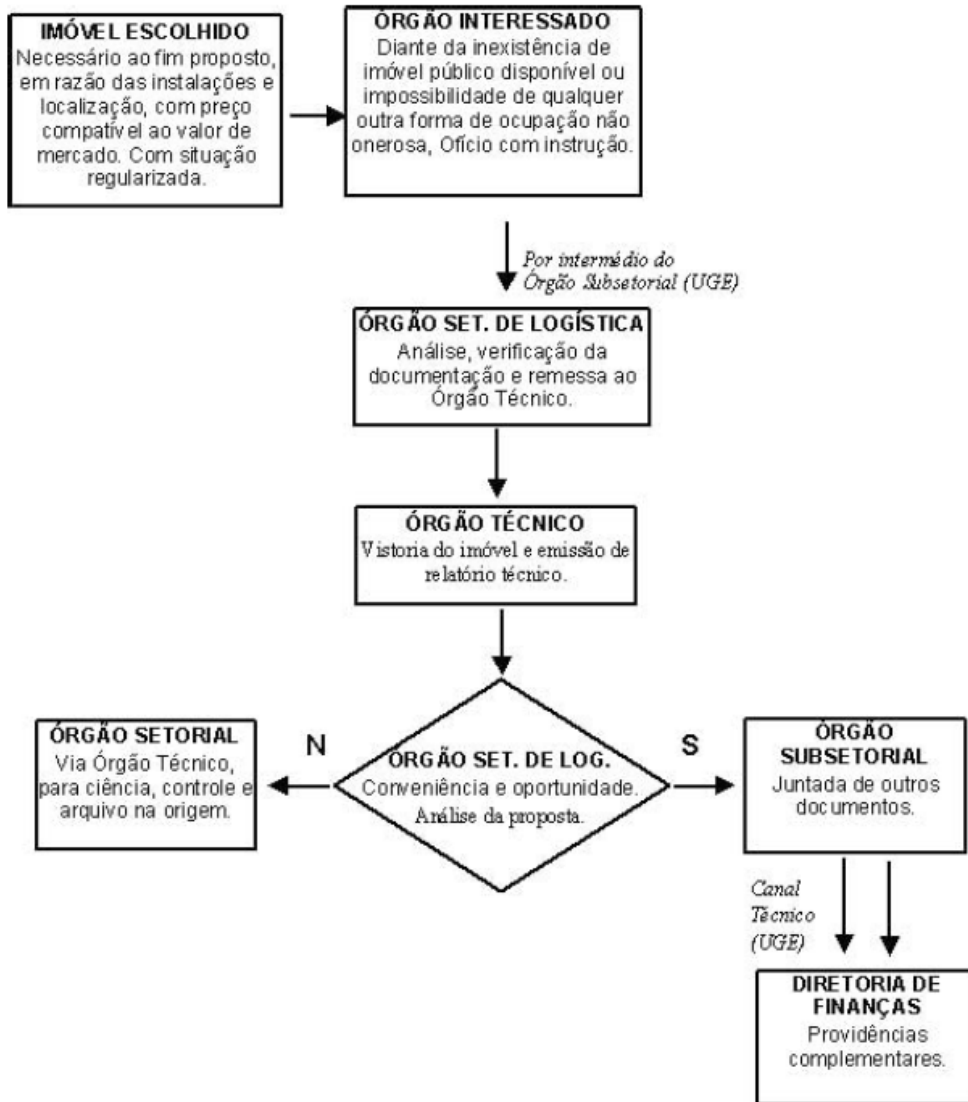 IMÓVEL ESCOLHIDO
Necessário ao fim proposto,
em razão das instalações e
localização, com preço
compatível ao valor de
mercado. Com situação
regularizada.
ÓRGÃO INTERESSADO
Diante da inexistência de
imóvel público disponível ou
impossibilidade de qualquer
outra forma de ocupação não
onerosa, Ofício com instrução.
Por intermédio do
Órgão Subsetorial (UGE)
ÓRGÃO SET. DE LOGÍSTICA
Análise, verificação da
documentação e remessa ao
Órgão Técnico.
ÓRGÃO TÉCNICO
Vistoria do imóvel e emissão de
relatório técnico.
ÓRGÃO SETORIAL
Via Órgão Técnico,
para ciência, controle e
arquivo na origem.
N
ÓRGÃO SET. DE LOG.
Conveniência e oportunidade.
Análise da proposta.
S
ÓRGÃO
SUBSETORIAL
Juntada de outros
documentos.
Canal
Técnico
(UGE)
DIRETORIA DE
FINANÇAS
Providências
complementares.